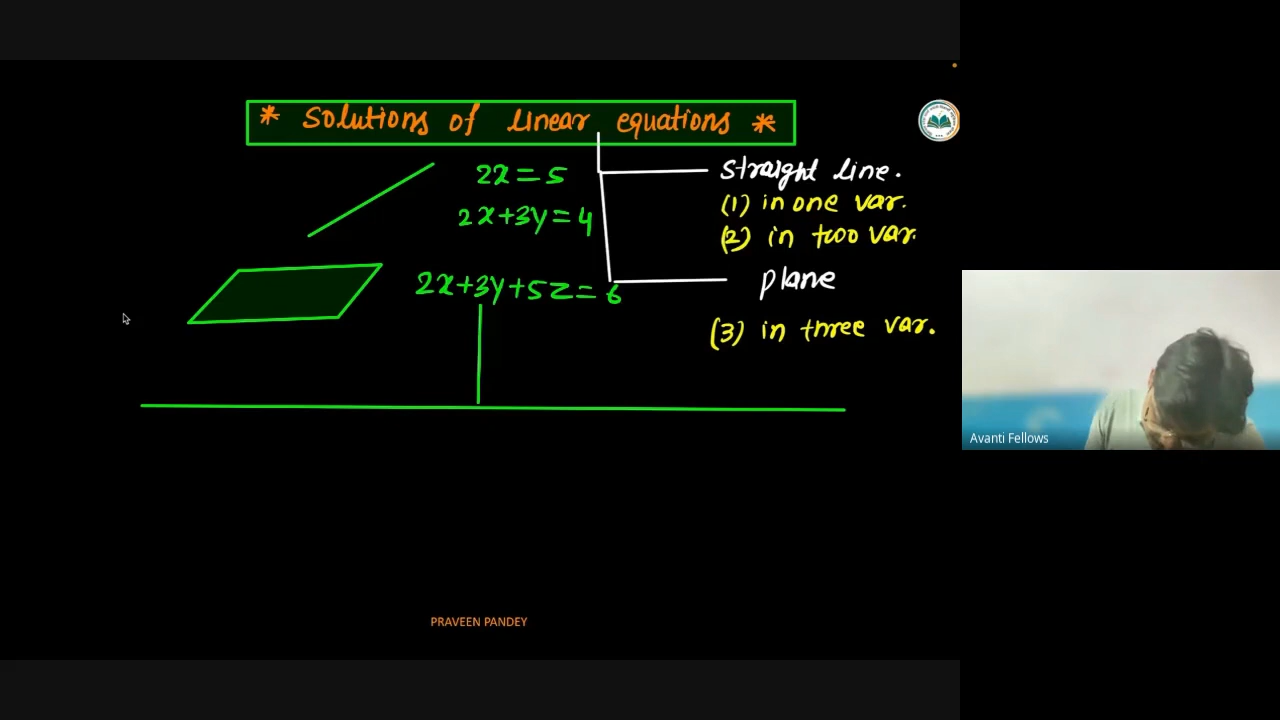 * Solutions of Linear equations *
2x = 5
straight line.
(1) in one var.
2x+3y=4
(2) in two var.
2x+3y+5z=6
plane
(3) in three var.
Avanti Fellows
PRAVEEN PANDEY